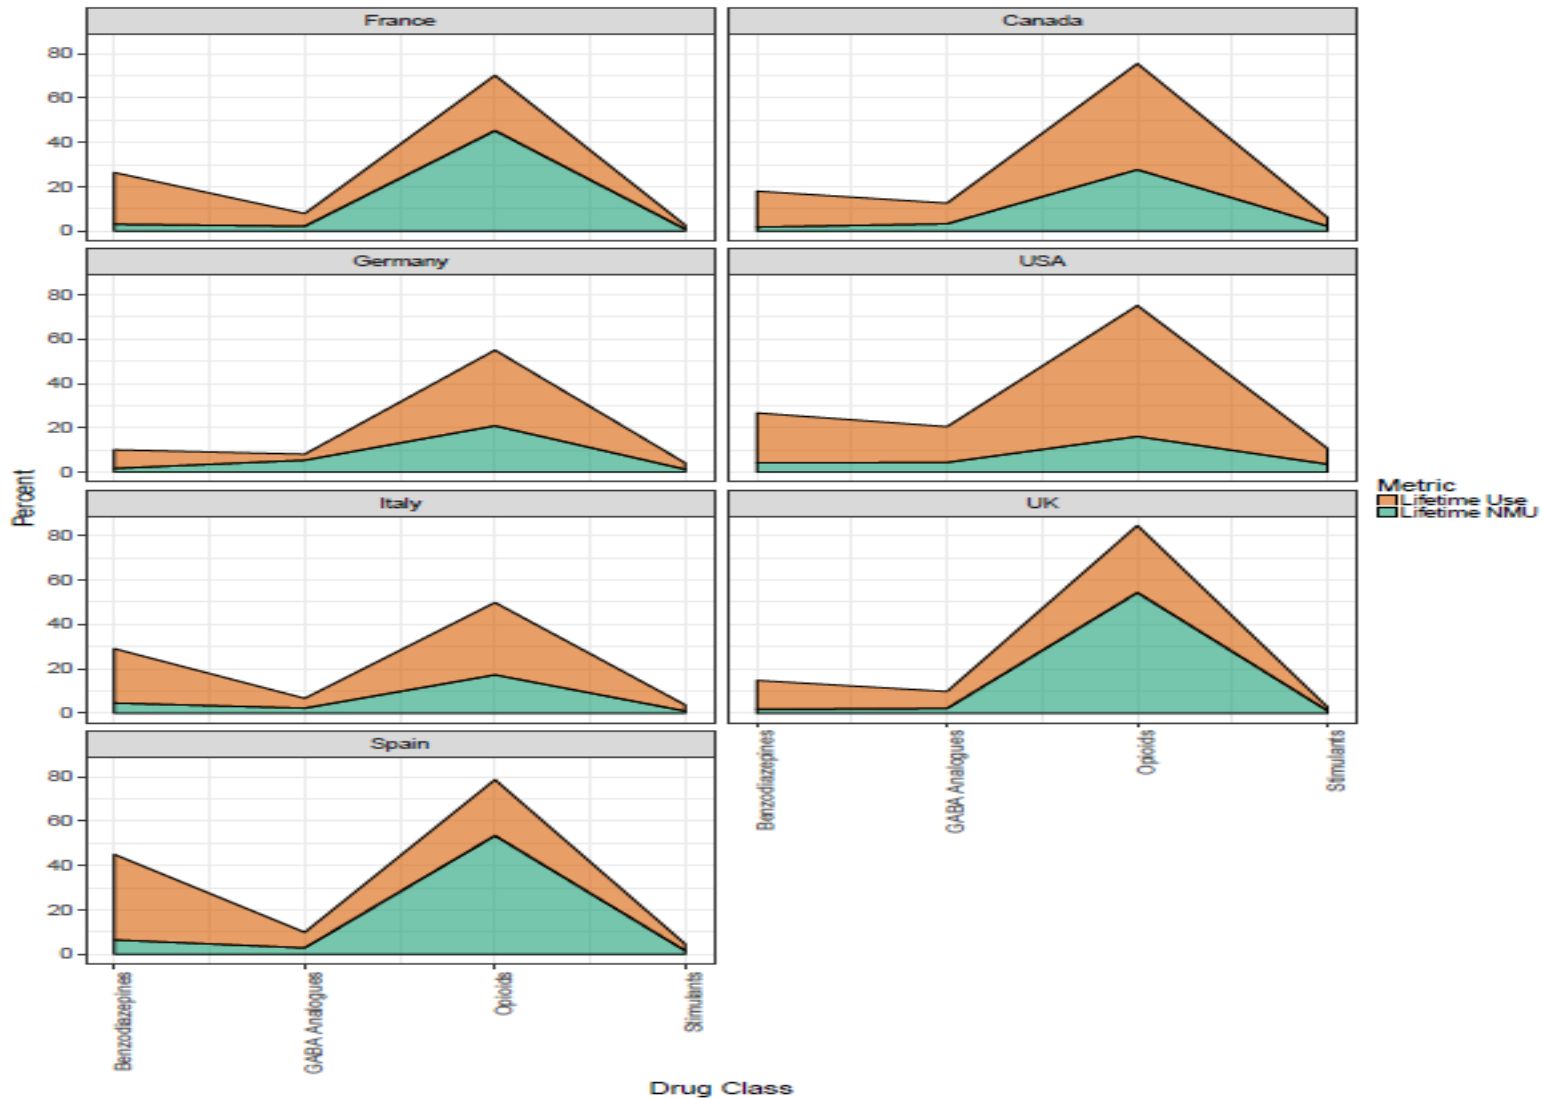 France
Canada
80
60
40
20
0
Germany
USA
80
60
40
20
0
Percent
Metric
Lifetime Use
Lifetime NMU
Italy
UK
80
60
40
20
0
Spain
80
60
40
20
0
Benzodiazepines
GABA Analogues
Opioids
Stimulants
Benzodiazepines
GABA Analogues
Opioids
Stimulants
Drug Class